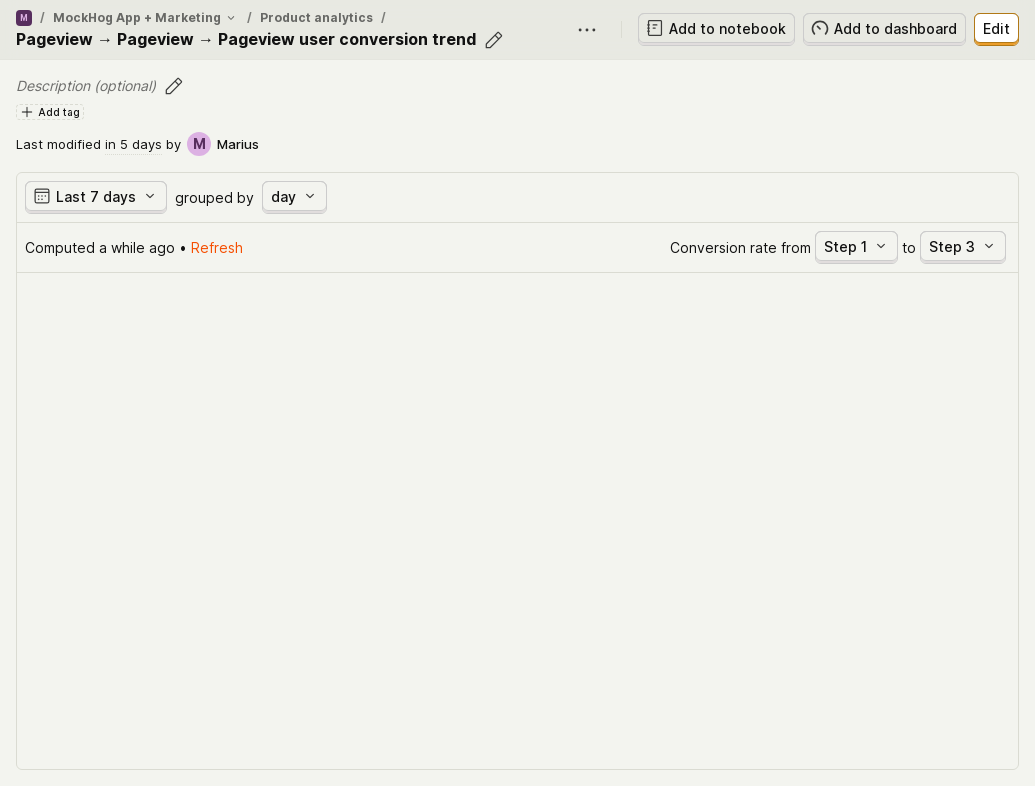 M / MockHog App + Marketing / Product analytics /
Pageview → Pageview → Pageview user conversion trend
Add to notebook
Add to dashboard
Edit
Description (optional)
Add tag
Last modified in 5 days by M Marius
Last 7 days grouped by day
Computed a while ago • Refresh
Conversion rate from Step 1 to Step 3